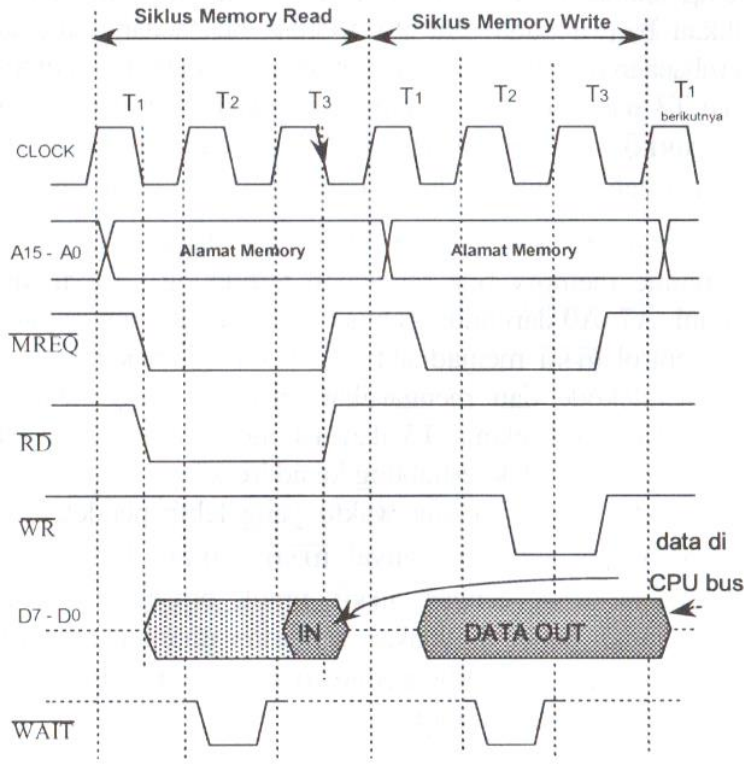 Siklus Memory Read
Siklus Memory Write
T1 T2 T3 T1 T2 T3 T1
berikutnya
CLOCK
A15 - A0 Alamat Memory Alamat Memory
MREQ
RD
WR
data di
CPU bus
D7 - D0 IN DATA OUT
WAIT